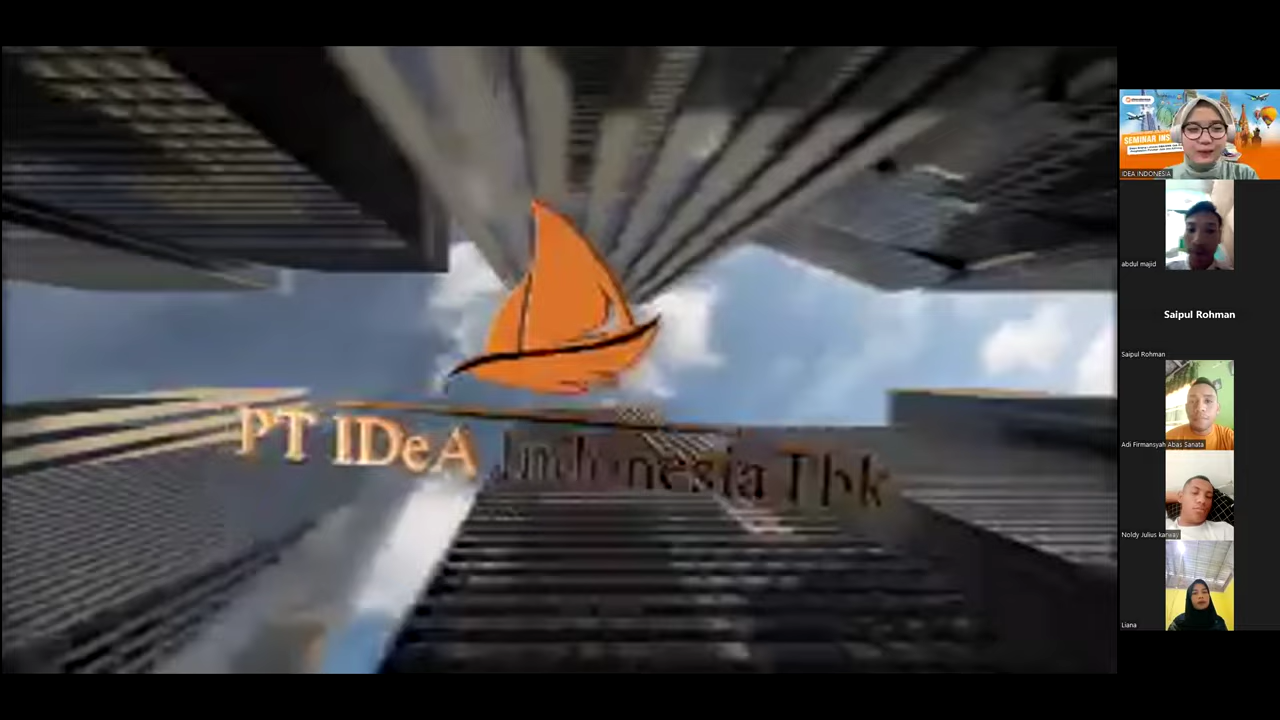 PT IDeA Indonesia Tbk
SEMINAR INS
IDEA INDONESIA
abdul majid
Saipul Rohman
Saipul Rohman
Adi Firmansyah Abas Sanata
Noldy Julius karway
Liana